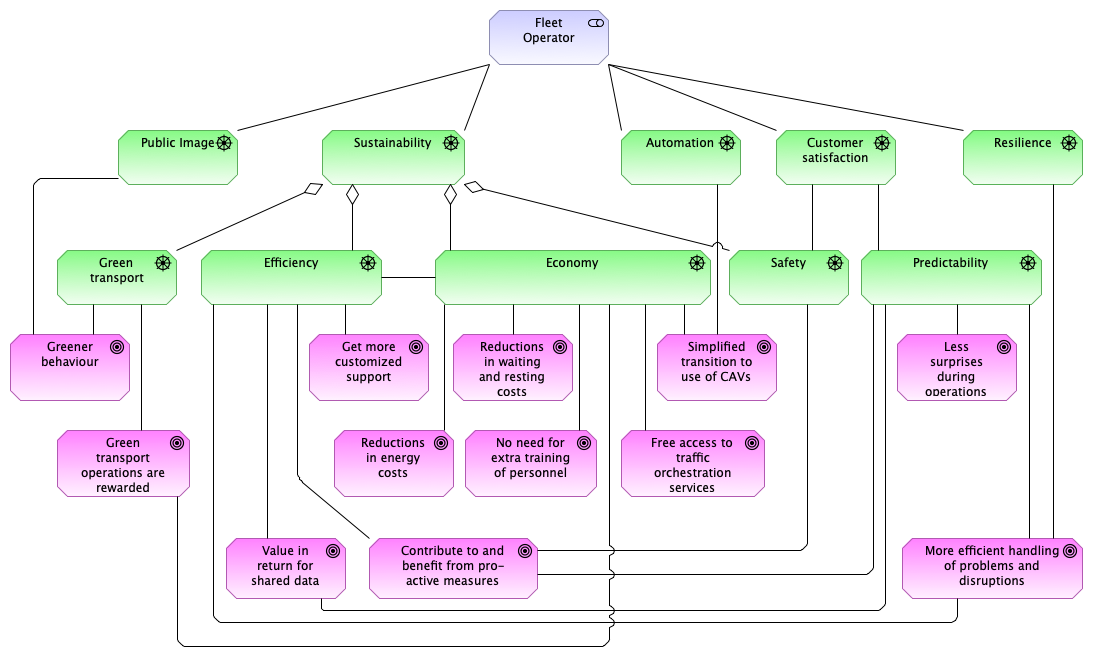 Fleet
Operator
Public Image
Sustainability
Automation
Customer
satisfaction
Resilience
Green
transport
Efficiency
Economy
Safety
Predictability
Greener
behaviour
Get more
customized
support
Reductions
in waiting
and resting
costs
Simplified
transition to
use of CAVs
Less
surprises
during
operations
Green
transport
operations are
rewarded
Reductions
in energy
costs
No need for
extra training
of personnel
Free access to
traffic
orchestration
services
Value in
return for
shared data
Contribute to and
benefit from pro-
active measures
More efficient handling
of problems and
disruptions